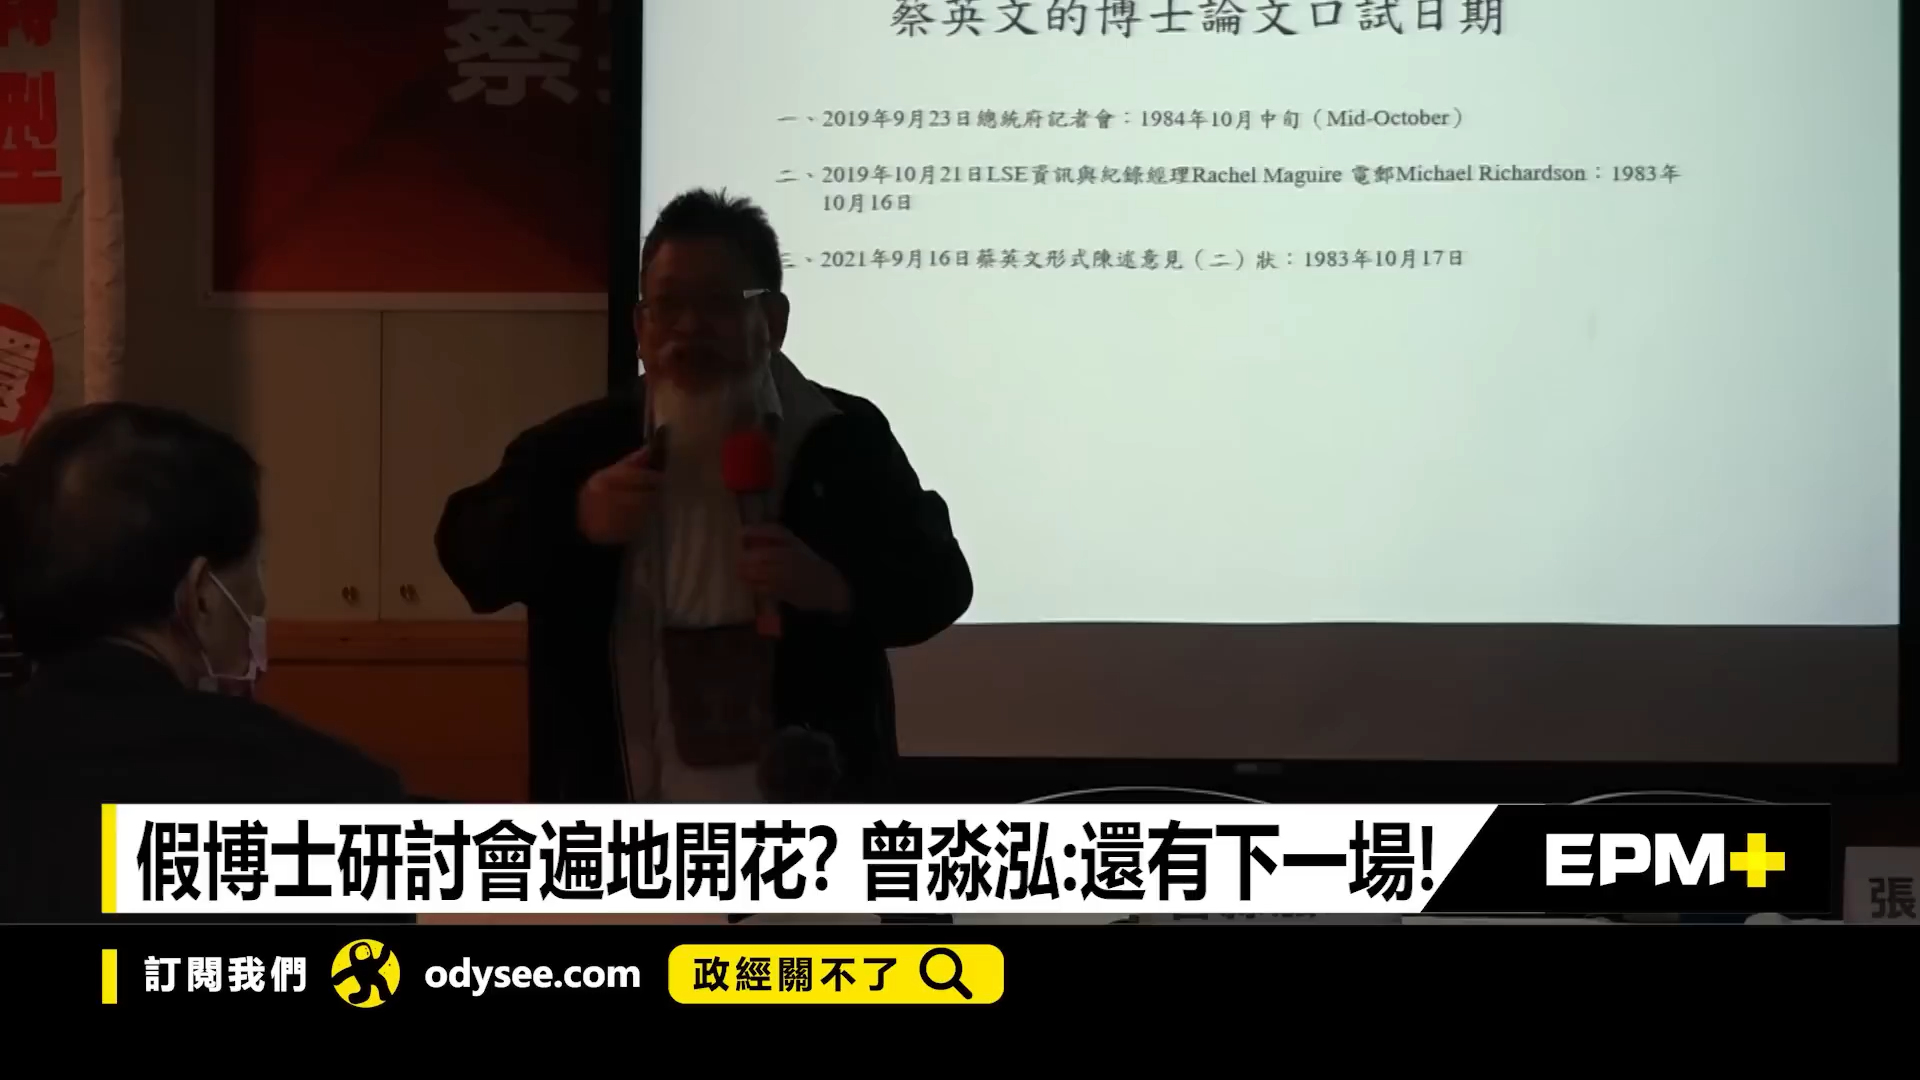 蔡英文的博士論文口試日期
蔡
一、2019年9月23日總統府記者會：1984年10月中旬（Mid-October）
二、2019年10月21日LSE資訊與紀錄經理Rachel Maguire 電郵Michael Richardson：1983年
10月16日
三、2021年9月16日蔡英文形式陳述意見（二）狀：1983年10月17日
假博士研討會遍地開花? 曾淼泓:還有下一場!
EPM+
張
訂閱我們
odysee.com
政經關不了